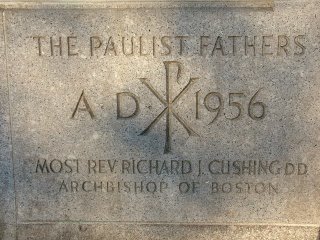 THE PAULIST FATHERS
A D ☧ 1956
MOST REV RICHARD J. CUSHING DD
ARCHBISHOP OF BOSTON